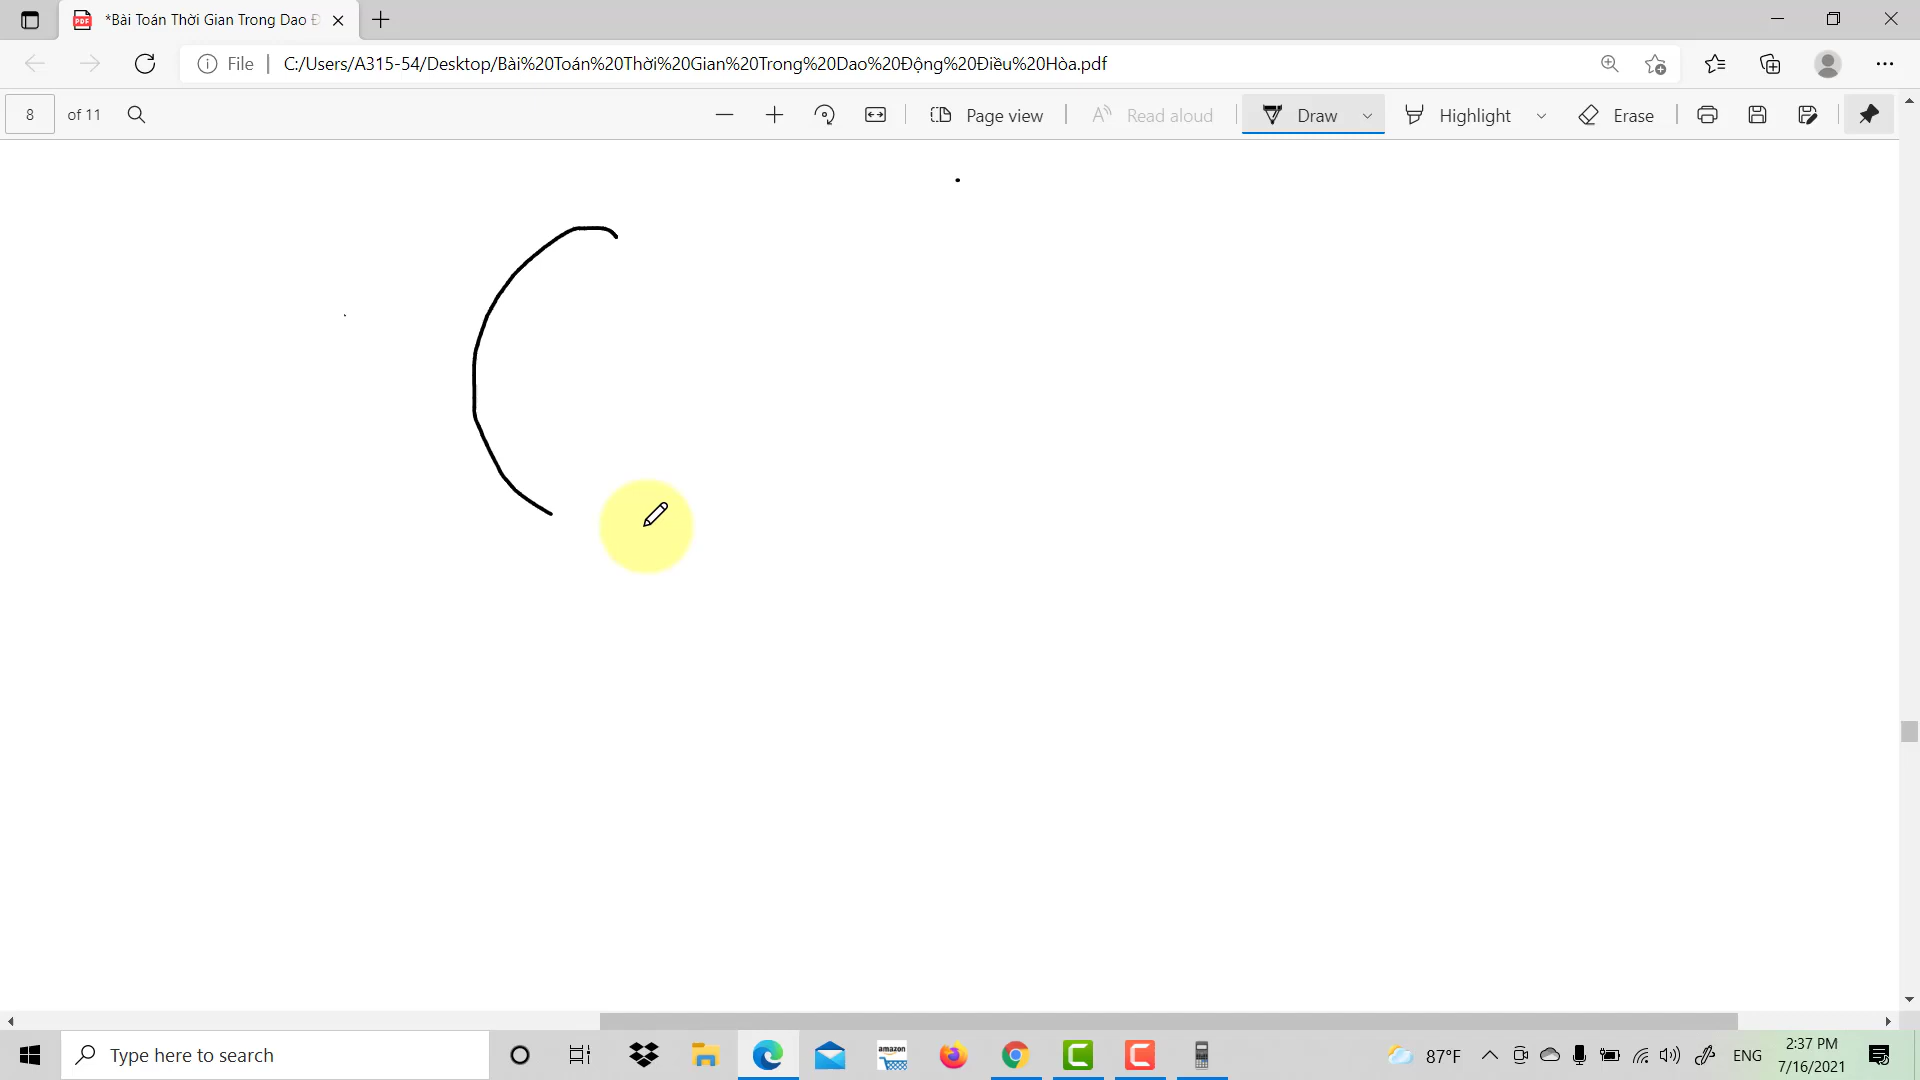 *Bài Toán Thời Gian Trong Dao Đ
File
C:/Users/A315-54/Desktop/Bài%20Toán%20Thời%20Gian%20Trong%20Dao%20Động%20Điều%20Hòa.pdf
8 of 11
Page view
Read aloud
Draw
Highlight
Erase
Type here to search
amazon
87°F
ENG
2:37 PM
7/16/2021